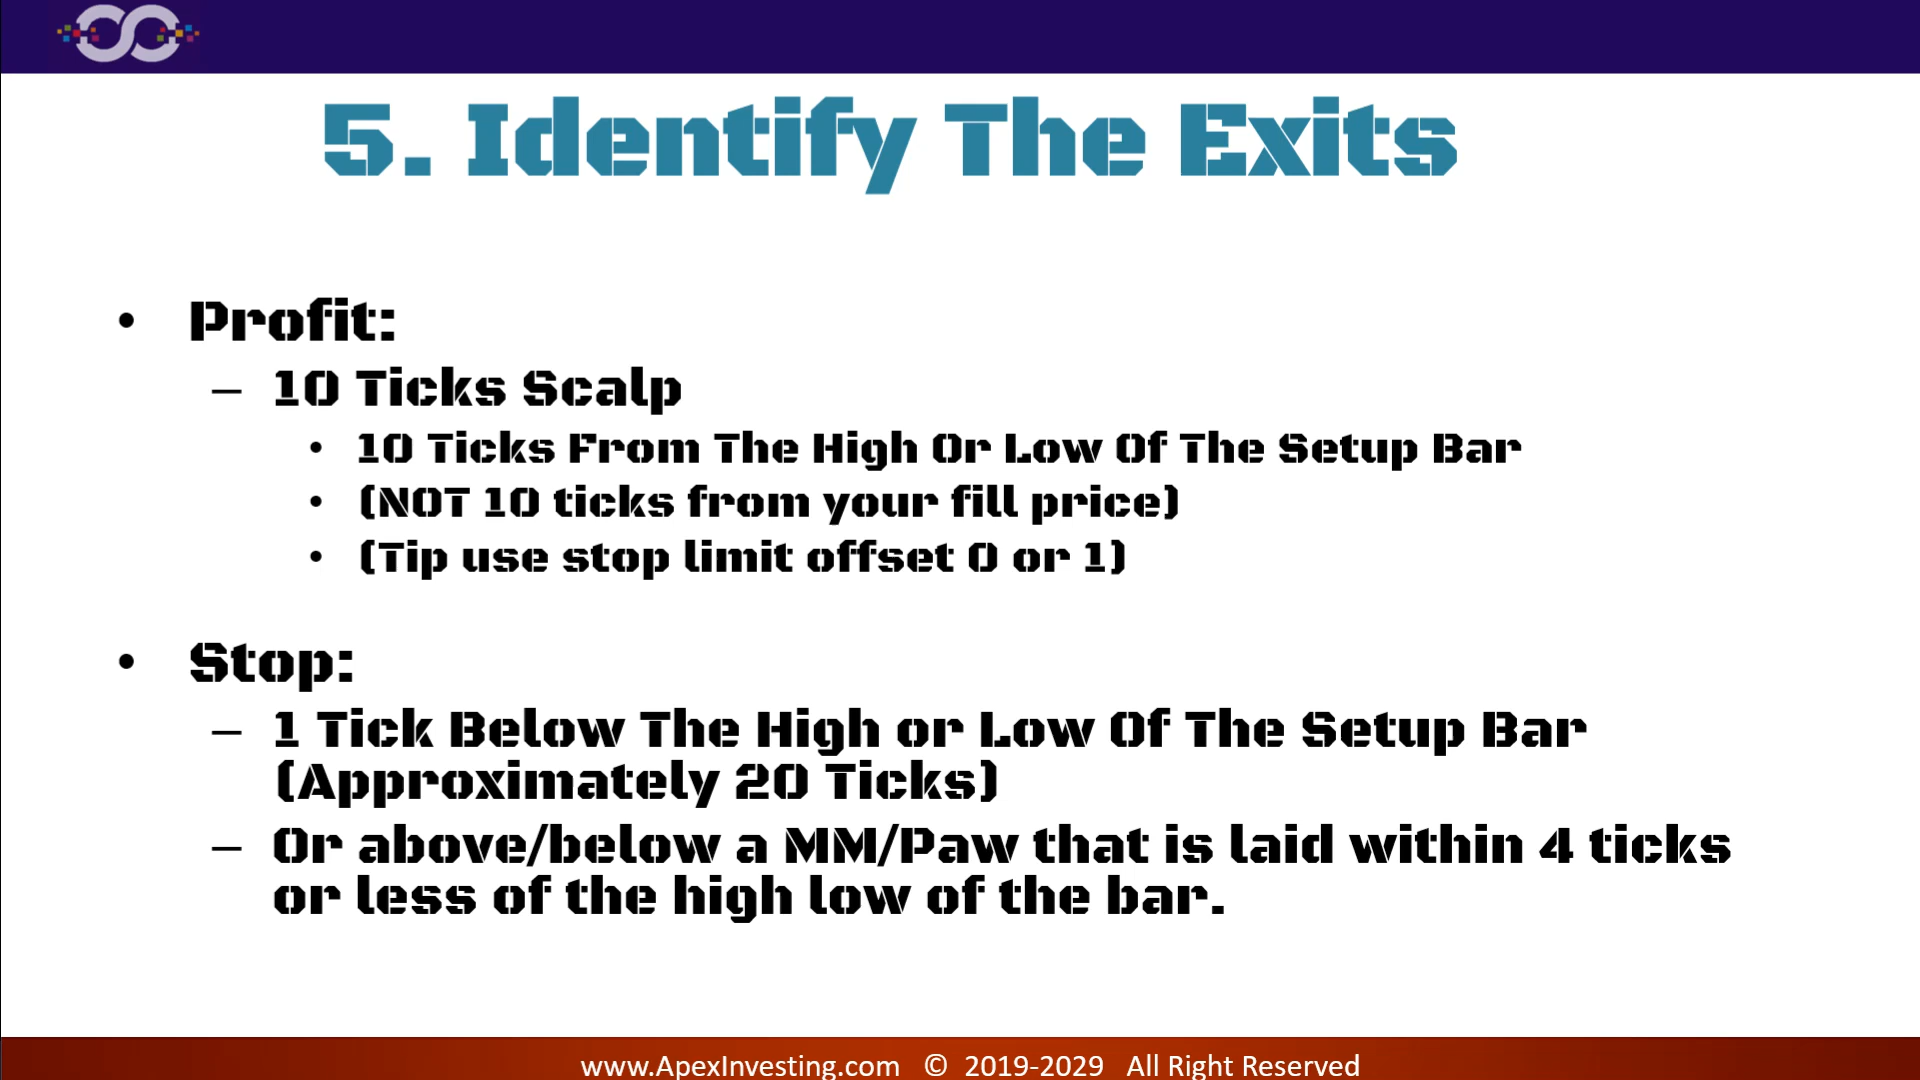 5. Identify The Exits
• Profit:
– 10 Ticks Scalp
• 10 Ticks From The High Or Low Of The Setup Bar
• (NOT 10 ticks from your fill price)
• (Tip use stop limit offset 0 or 1)
• Stop:
– 1 Tick Below The High or Low Of The Setup Bar
(Approximately 20 Ticks)
– Or above/below a MM/Paw that is laid within 4 ticks
or less of the high low of the bar.
www.ApexInvesting.com © 2019-2029 All Right Reserved